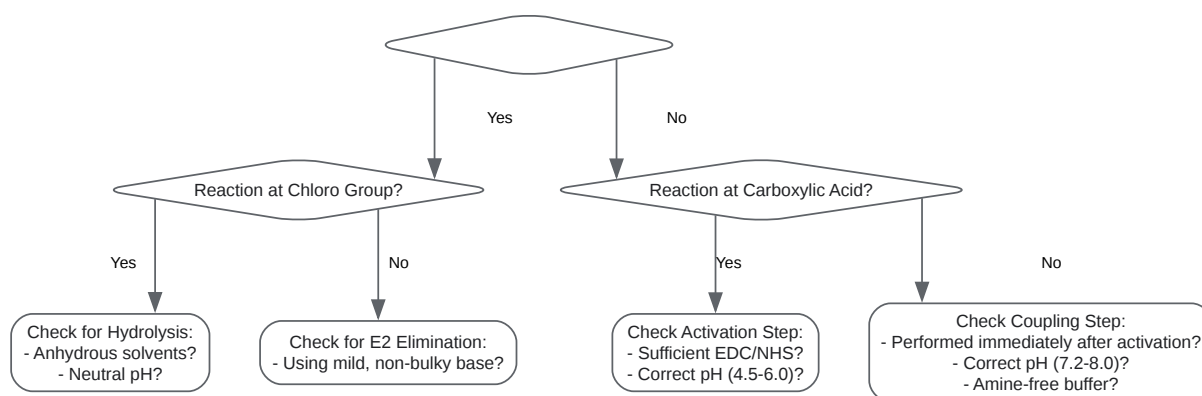 Yes
No
Reaction at Chloro Group?
Reaction at Carboxylic Acid?
Yes
No
Yes
No
Check for Hydrolysis:
- Anhydrous solvents?
- Neutral pH?
Check for E2 Elimination:
- Using mild, non-bulky base?
Check Activation Step:
- Sufficient EDC/NHS?
- Correct pH (4.5-6.0)?
Check Coupling Step:
- Performed immediately after activation?
- Correct pH (7.2-8.0)?
- Amine-free buffer?